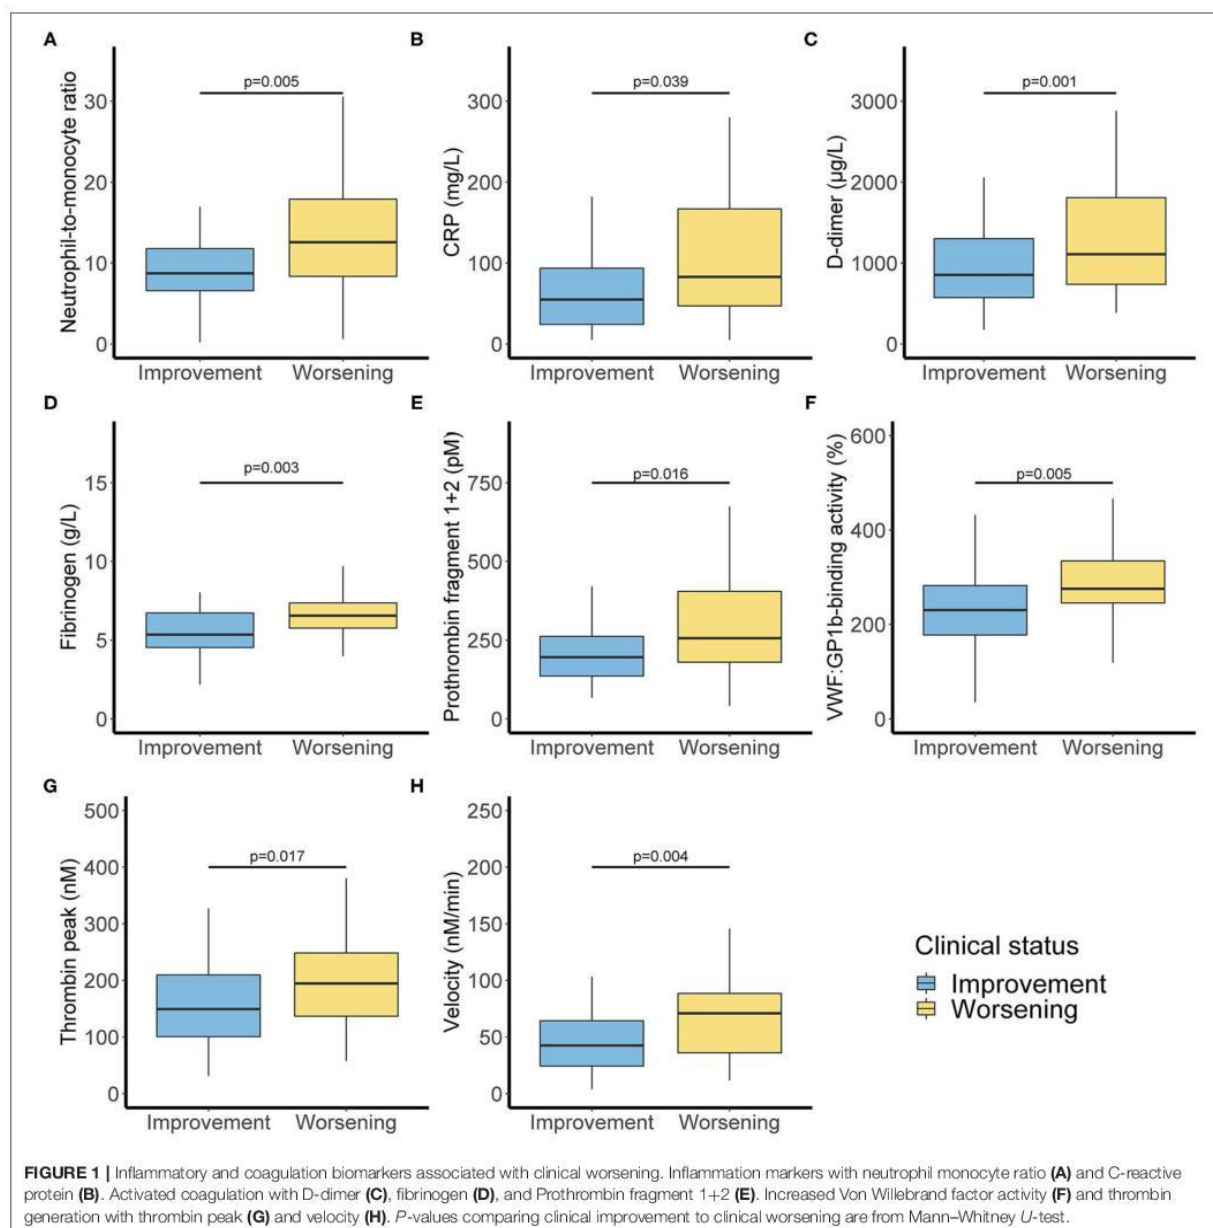 A
Neutrophil-to-monocyte ratio
p=0.005
30
20
10
0
Improvement Worsening
B
CRP (mg/L)
p=0.039
300
200
100
0
Improvement Worsening
C
D-dimer (µg/L)
p=0.001
3000
2000
1000
0
Improvement Worsening
D
Fibrinogen (g/L)
p=0.003
15
10
5
0
Improvement Worsening
E
Prothrombin fragment 1+2 (pM)
p=0.016
750
500
250
0
Improvement Worsening
F
VWF:GP1b-binding activity (%)
p=0.005
600
400
200
0
Improvement Worsening
G
Thrombin peak (nM)
p=0.017
500
400
300
200
100
0
Improvement Worsening
H
Velocity (nM/min)
p=0.004
250
200
150
100
50
0
Improvement Worsening
Clinical status
Improvement
Worsening
FIGURE 1 | Inflammatory and coagulation biomarkers associated with clinical worsening. Inflammation markers with neutrophil monocyte ratio (A) and C-reactive
protein (B). Activated coagulation with D-dimer (C), fibrinogen (D), and Prothrombin fragment 1+2 (E). Increased Von Willebrand factor activity (F) and thrombin
generation with thrombin peak (G) and velocity (H). P-values comparing clinical improvement to clinical worsening are from Mann–Whitney U-test.